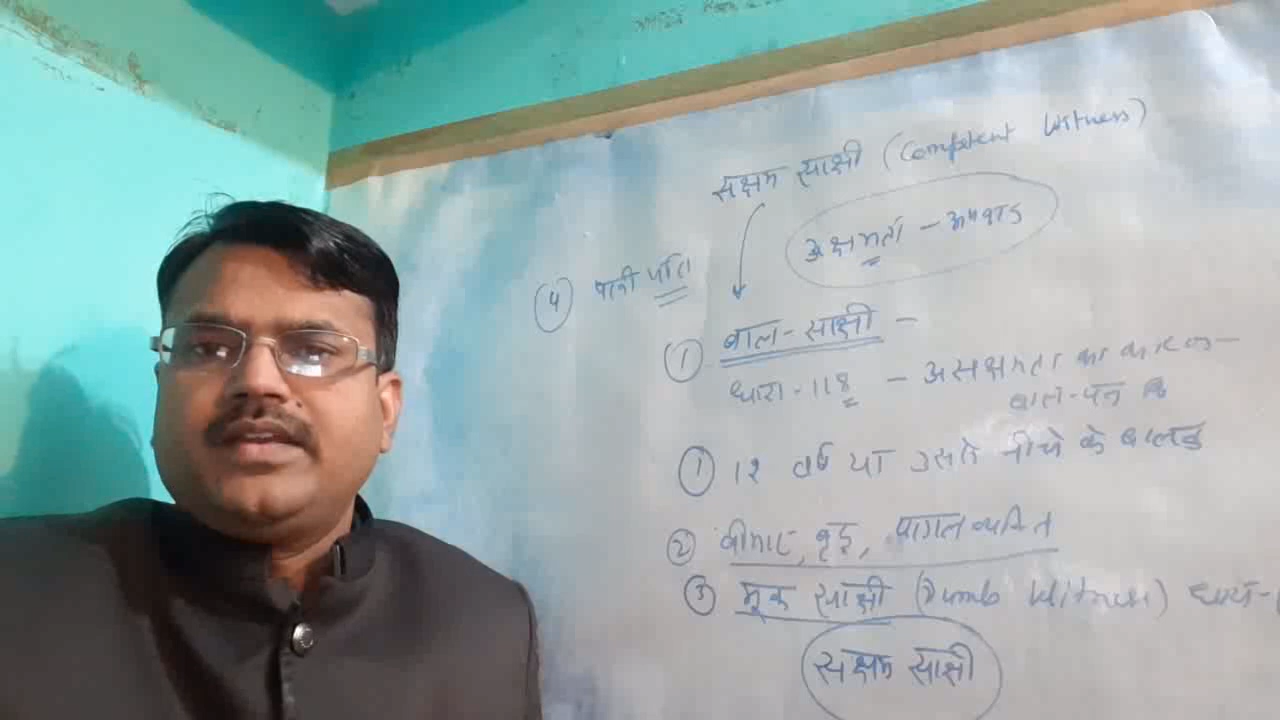 सक्षम साक्षी (Competent Witness)
अक्षमता - अपवाद
④ पत्नी पति
① बाल-साक्षी -
धारा-118 - असक्षमता का कारण -
बाल-पन
① 12 वर्ष या उससे नीचे के बालक
② बीमार, वृद्ध, पागल व्यक्ति
③ मूक साक्षी (Dumb Witness) धारा-
सक्षम साक्षी